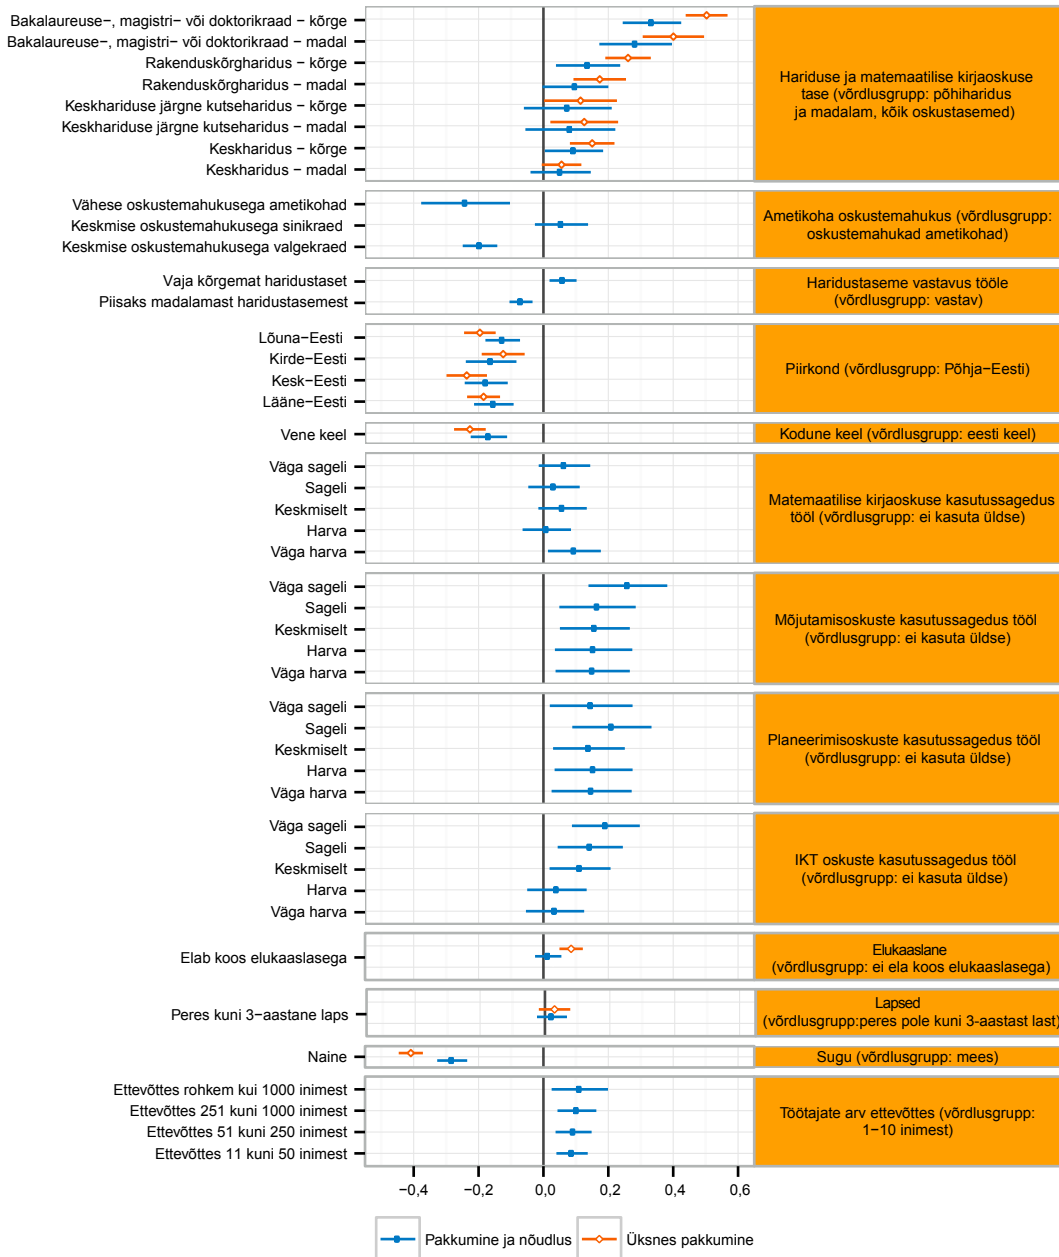 Bakalaureuse−, magistri− või doktorikraad − kõrge
Bakalaureuse−, magistri− või doktorikraad − madal
Rakenduskõrgharidus − kõrge
Rakenduskõrgharidus − madal
Keskhariduse järgne kutseharidus − kõrge
Keskhariduse järgne kutseharidus − madal
Keskharidus − kõrge
Keskharidus − madal
Hariduse ja matemaatilise kirjaoskuse
tase (võrdlusgrupp: põhiharidus
ja madalam, kõik oskustasemed)
Vähese oskustemahukusega ametikohad
Keskmise oskustemahukusega sinikraed
Keskmise oskustemahukusega valgekraed
Ametikoha oskustemahukus (võrdlusgrupp:
oskustemahukad ametikohad)
Vaja kõrgemat haridustaset
Piisaks madalamast haridustasemest
Haridustaseme vastavus tööle
(võrdlusgrupp: vastav)
Lõuna−Eesti
Kirde−Eesti
Kesk−Eesti
Lääne−Eesti
Piirkond (võrdlusgrupp: Põhja−Eesti)
Vene keel
Kodune keel (võrdlusgrupp: eesti keel)
Väga sageli
Sageli
Keskmiselt
Harva
Väga harva
Matemaatilise kirjaoskuse kasutussagedus
tööl (võrdlusgrupp: ei kasuta üldse)
Väga sageli
Sageli
Keskmiselt
Harva
Väga harva
Mõjutamisoskuste kasutussagedus tööl
(võrdlusgrupp: ei kasuta üldse)
Väga sageli
Sageli
Keskmiselt
Harva
Väga harva
Planeerimisoskuste kasutussagedus tööl
(võrdlusgrupp: ei kasuta üldse)
Väga sageli
Sageli
Keskmiselt
Harva
Väga harva
IKT oskuste kasutussagedus tööl
(võrdlusgrupp: ei kasuta üldse)
Elab koos elukaaslasega
Elukaaslane
(võrdlusgrupp: ei ela koos elukaaslasega)
Peres kuni 3−aastane laps
Lapsed
(võrdlusgrupp:peres pole kuni 3-aastast last)
Naine
Sugu (võrdlusgrupp: mees)
Ettevõttes rohkem kui 1000 inimest
Ettevõttes 251 kuni 1000 inimest
Ettevõttes 51 kuni 250 inimest
Ettevõttes 11 kuni 50 inimest
Töötajate arv ettevõttes (võrdlusgrupp:
1−10 inimest)
−0,4 −0,2 0,0 0,2 0,4 0,6
Pakkumine ja nõudlus Üksnes pakkumine